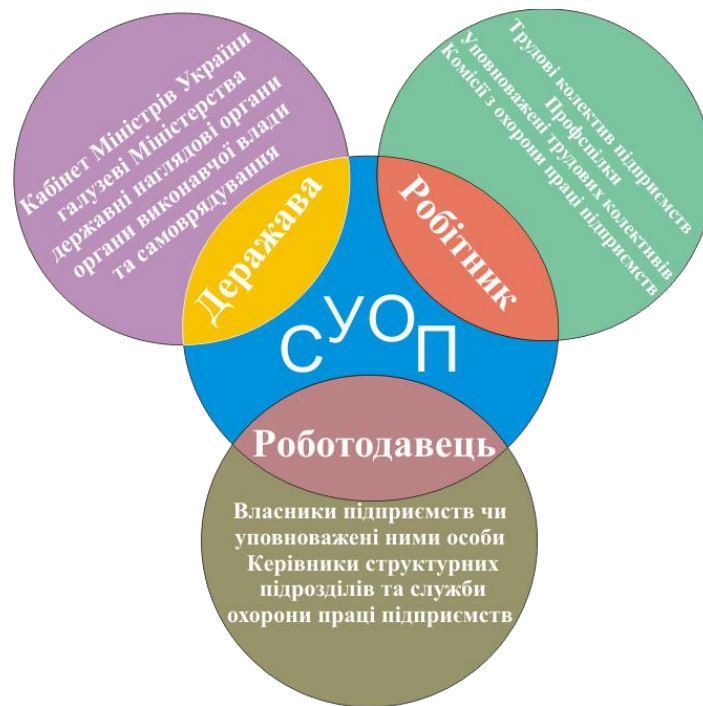 Кабінет Міністрів України
галузеві Міністерства
державні наглядові органи
органи виконавчої влади
та самоврядування
Деражава
Трудові колектив підприємств
Профспілки
Уповноважені трудових колективів
Комісії з охорони праці підприємств
Робітник
СУОП
Роботодавець
Власники підприємств чи
уповноважені ними особи
Керівники структурних
підрозділів та служби
охорони праці підприємств